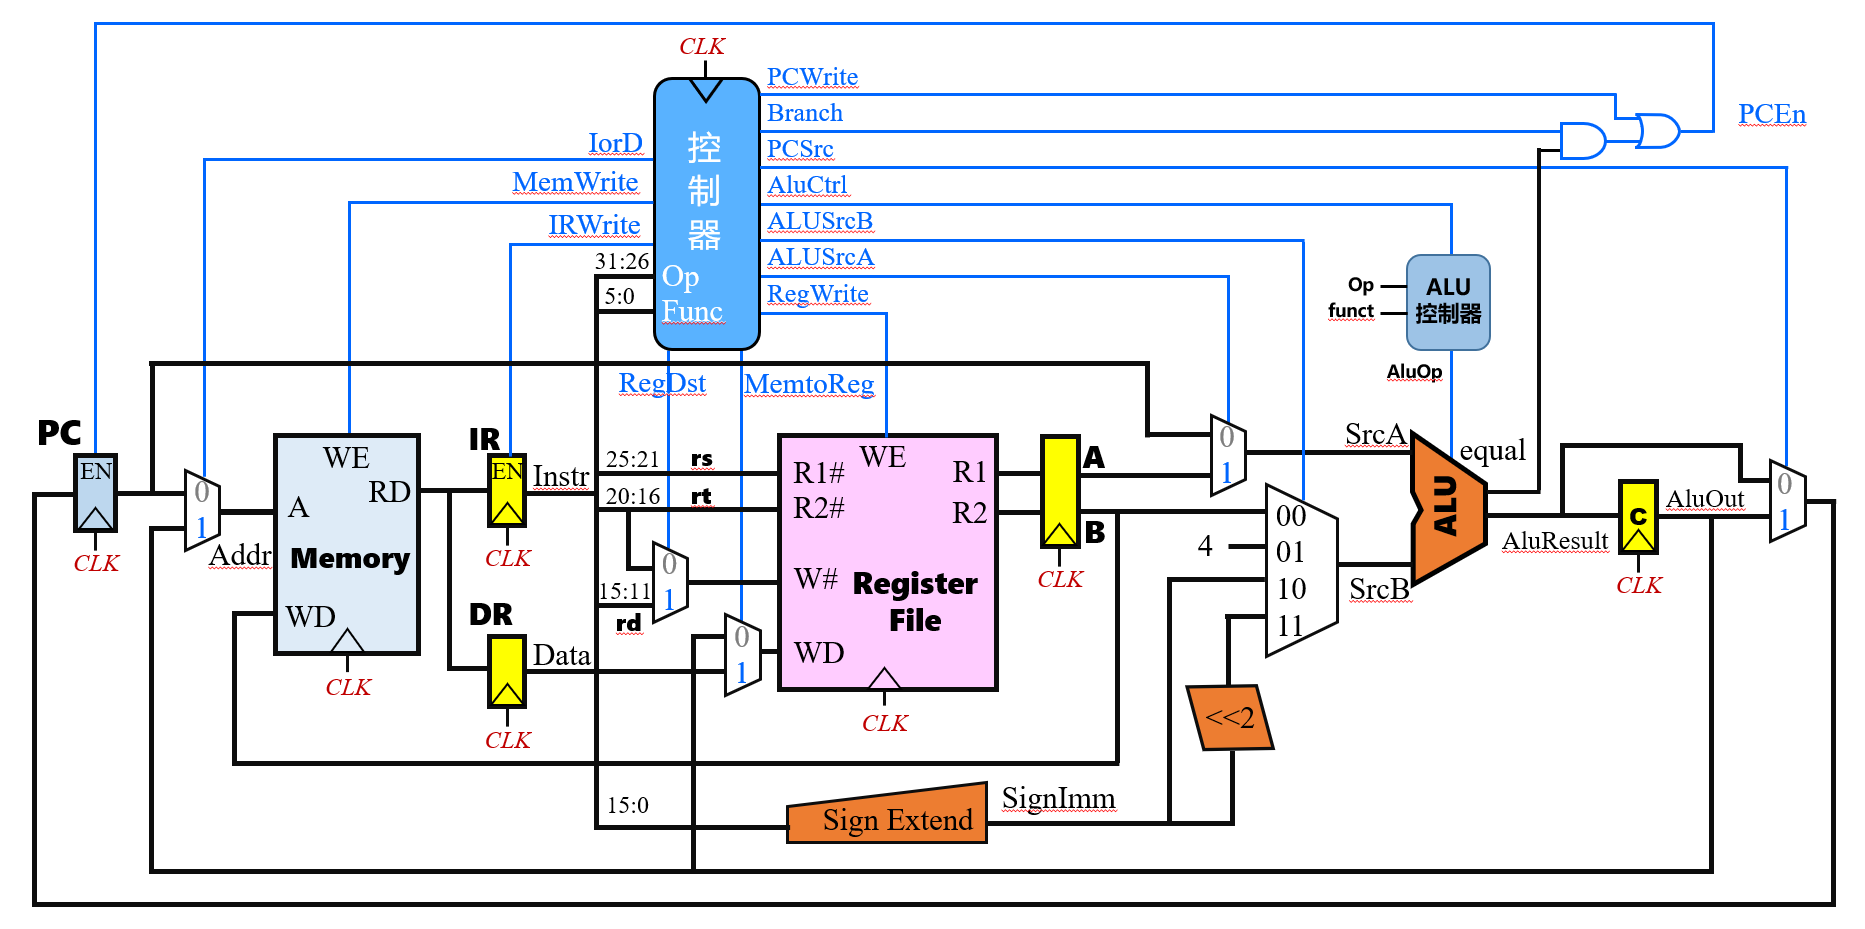 CLK
PCWrite
Branch
PCEn
PCSrc
IorD
控
制
器
AluCtrl
MemWrite
ALUSrcB
IRWrite
ALUSrcA
31:26
Op
RegWrite
5:0
Func
Op
funct
ALU
控制器
RegDst
MemtoReg
AluOp
PC
IR
SrcA
equal
EN
WE
RD
EN
Instr
25:21
rs
R1#
WE
R1
A
0
1
0
1
20:16
rt
R2#
R2
B
00
ALU
C
AluOut
0
1
A
Addr
Memory
CLK
CLK
4
01
AluResult
CLK
0
1
15:11
rd
W#
Register
File
CLK
10
SrcB
11
WD
CLK
DR
Data
CLK
0
1
WD
CLK
<<2
15:0
Sign Extend
SignImm